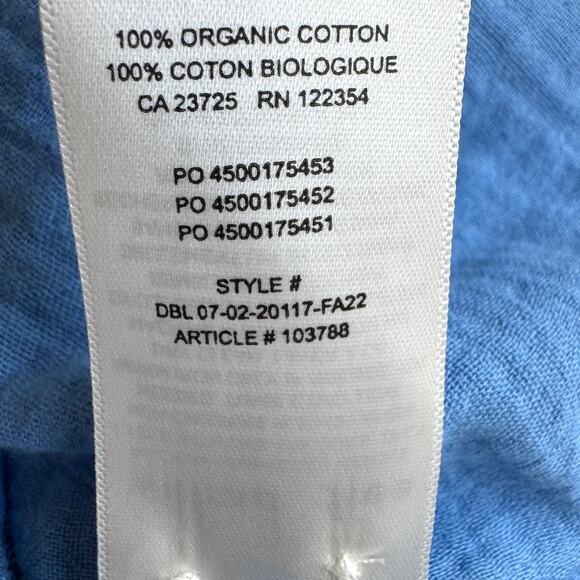 100% ORGANIC COTTON
100% COTON BIOLOGIQUE
CA 23725 RN 122354
PO 4500175453
PO 4500175452
PO 4500175451
STYLE #
DBL 07-02-20117-FA22
ARTICLE # 103788